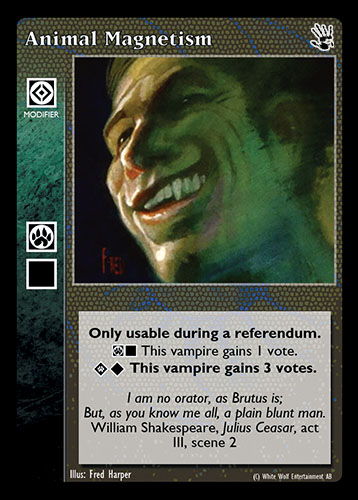 Animal Magnetism
MODIFIER
FRED
Only usable during a referendum.
This vampire gains 1 vote.
This vampire gains 3 votes.
I am no orator, as Brutus is;
But, as you know me all, a plain blunt man.
William Shakespeare, Julius Ceasar, act
III, scene 2
Illus: Fred Harper
(C) White Wolf Entertainment AB